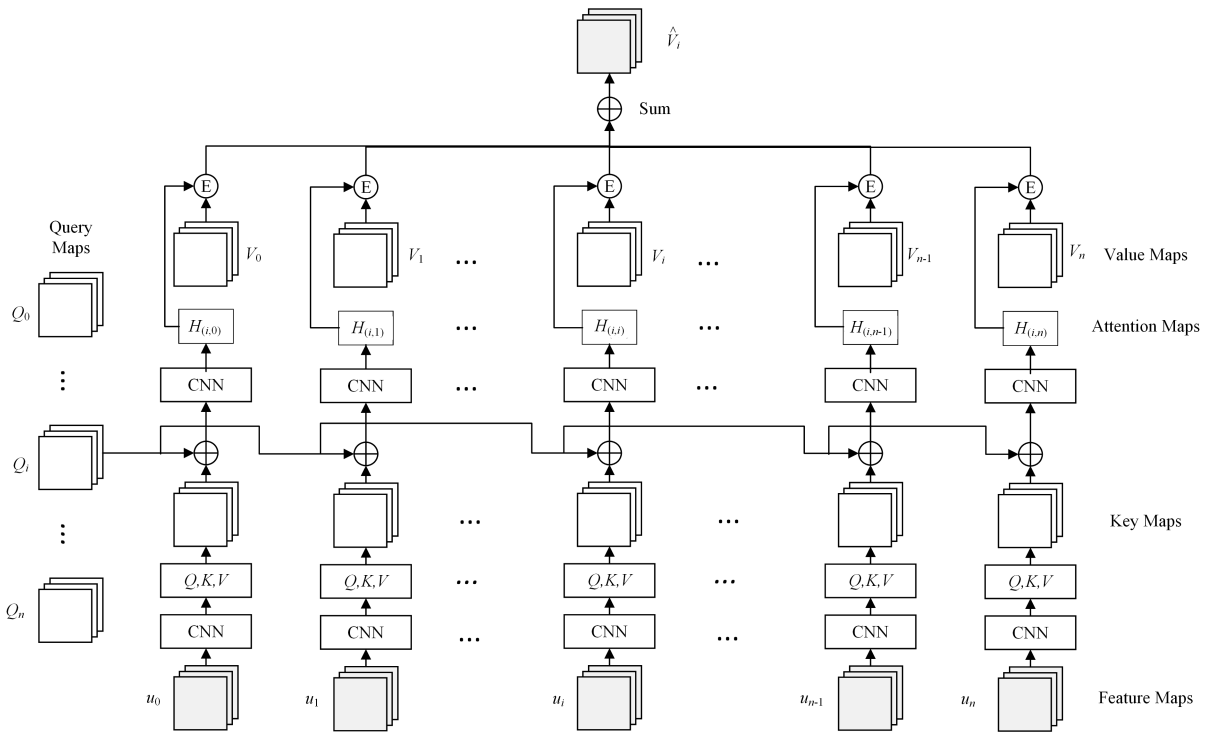 V̂i
Sum
E E E E E
Query
Maps
V0 V1 ... Vi ... Vn-1 Vn Value Maps
Q0
H(i,0) H(i,1) ... H(i,i) ... H(i,n-1) H(i,n) Attention Maps
...
CNN CNN ... CNN ... CNN CNN
Qi
... ... ... Key Maps
Q,K,V Q,K,V ... Q,K,V ... Q,K,V Q,K,V
Qn
CNN CNN ... CNN ... CNN CNN
u0 u1 ui un-1 un Feature Maps